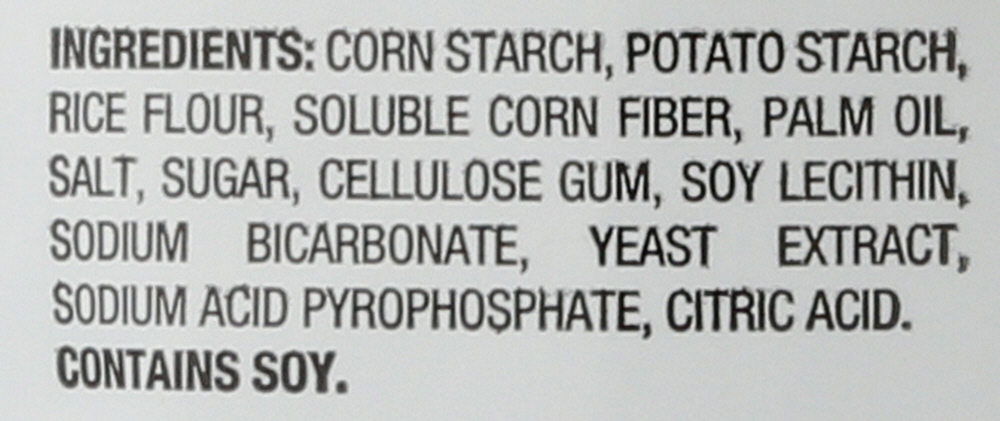 INGREDIENTS: CORN STARCH, POTATO STARCH,
RICE FLOUR, SOLUBLE CORN FIBER, PALM OIL,
SALT, SUGAR, CELLULOSE GUM, SOY LECITHIN,
SODIUM BICARBONATE, YEAST EXTRACT,
SODIUM ACID PYROPHOSPHATE, CITRIC ACID.
CONTAINS SOY.